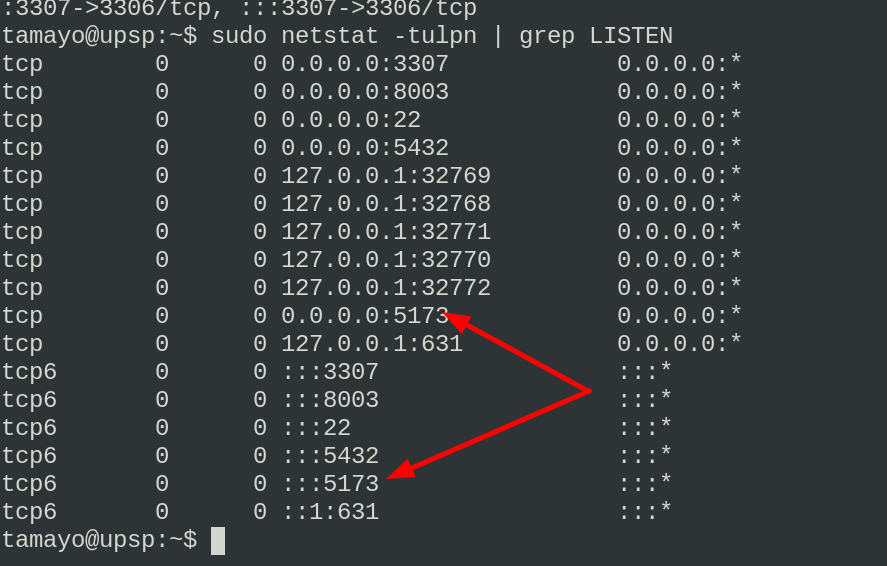 :3307->3306/tcp, :::3307->3306/tcp
tamayo@upsp:~$ sudo netstat -tulpn | grep LISTEN
tcp        0      0 0.0.0.0:3307            0.0.0.0:*
tcp        0      0 0.0.0.0:8003            0.0.0.0:*
tcp        0      0 0.0.0.0:22              0.0.0.0:*
tcp        0      0 0.0.0.0:5432            0.0.0.0:*
tcp        0      0 127.0.0.1:32769         0.0.0.0:*
tcp        0      0 127.0.0.1:32768         0.0.0.0:*
tcp        0      0 127.0.0.1:32771         0.0.0.0:*
tcp        0      0 127.0.0.1:32770         0.0.0.0:*
tcp        0      0 127.0.0.1:32772         0.0.0.0:*
tcp        0      0 0.0.0.0:5173            0.0.0.0:*
tcp        0      0 127.0.0.1:631           0.0.0.0:*
tcp6       0      0 :::3307                 :::*
tcp6       0      0 :::8003                 :::*
tcp6       0      0 :::22                   :::*
tcp6       0      0 :::5432                 :::*
tcp6       0      0 :::5173                 :::*
tcp6       0      0 ::1:631                 :::*
tamayo@upsp:~$